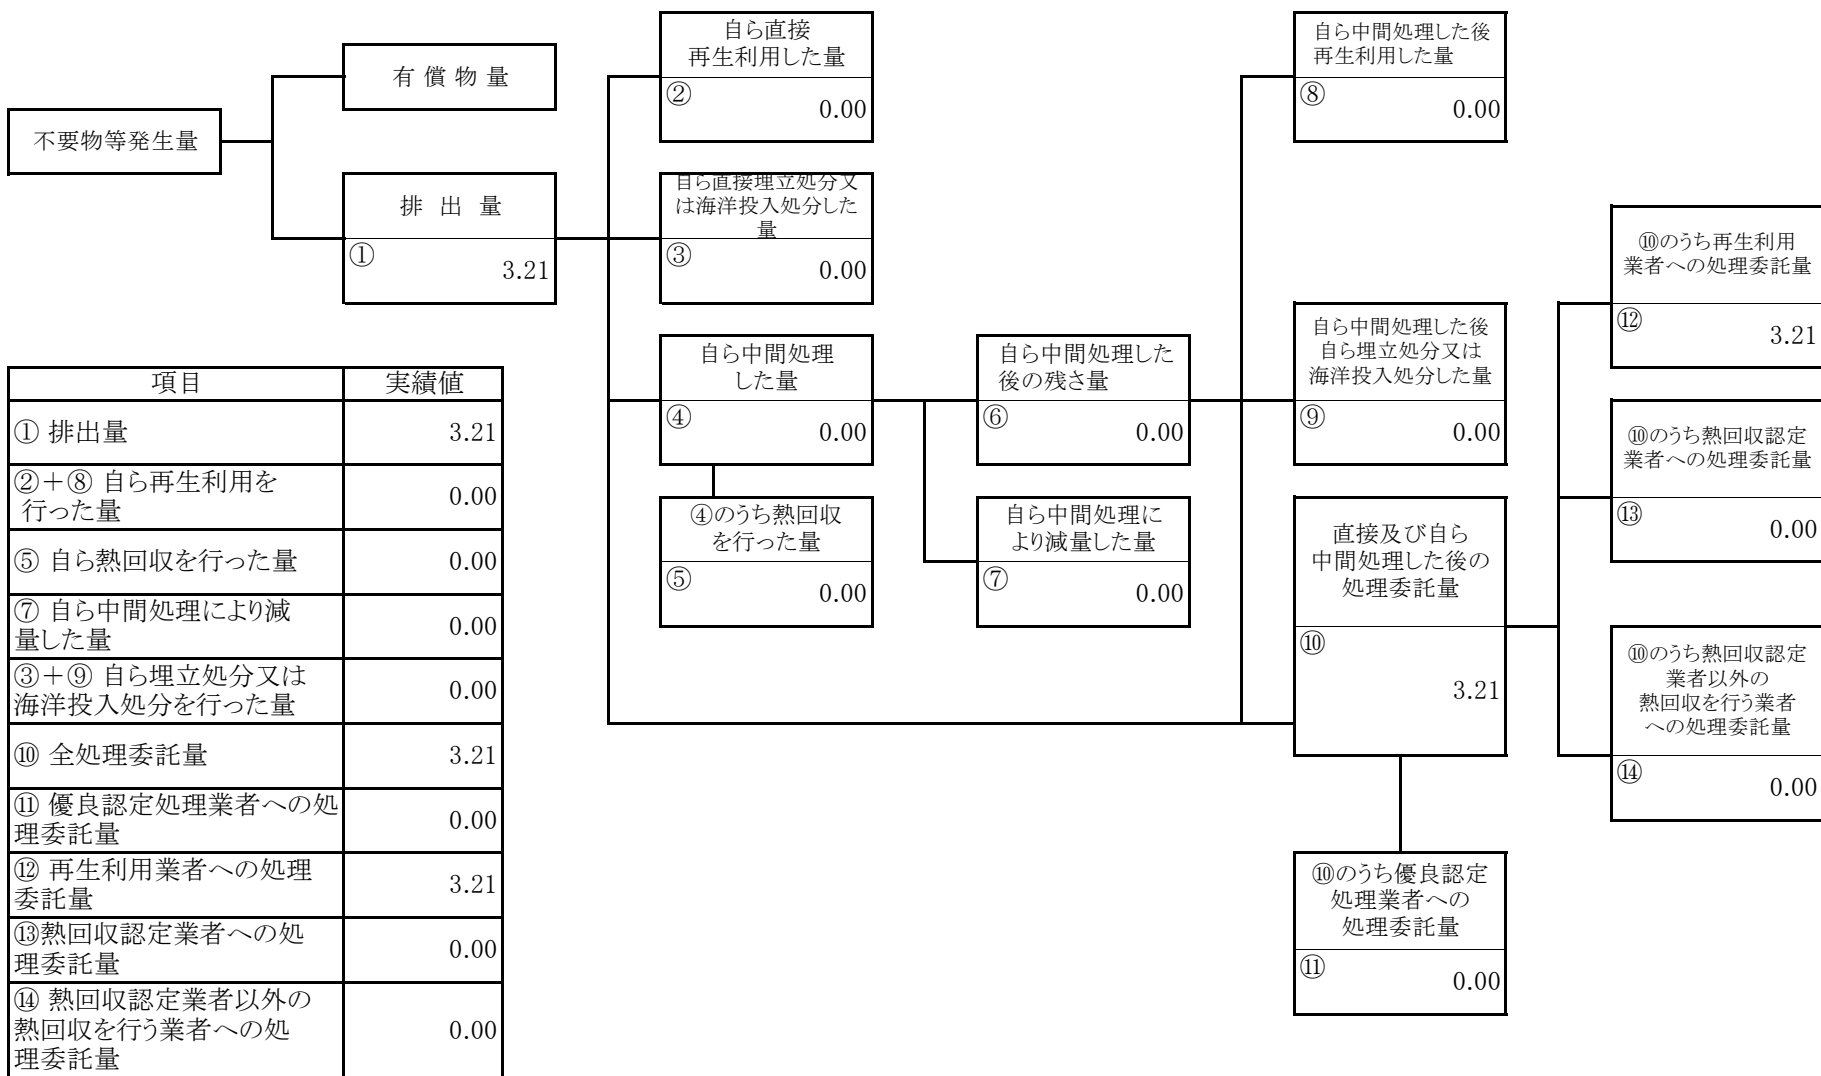 不要物等発生量
有 償 物 量
排 出 量
①
3.21
自ら直接
再生利用した量
②
0.00
自ら直接埋立処分又
は海洋投入処分した
量
③
0.00
自ら中間処理
した量
④
0.00
④のうち熱回収
を行った量
⑤
0.00
自ら中間処理した
後の残さ量
⑥
0.00
自ら中間処理に
より減量した量
⑦
0.00
自ら中間処理した後
再生利用した量
⑧
0.00
自ら中間処理した後
自ら埋立処分又は
海洋投入処分した量
⑨
0.00
直接及び自ら
中間処理した後の
処理委託量
⑩
3.21
⑩のうち優良認定
処理業者への
処理委託量
⑪
0.00
⑩のうち再生利用
業者への処理委託量
⑫
3.21
⑩のうち熱回収認定
業者への処理委託量
⑬
0.00
⑩のうち熱回収認定
業者以外の
熱回収を行う業者
への処理委託量
⑭
0.00
項目 実績値
① 排出量 3.21
②＋⑧ 自ら再生利用を
行った量 0.00
⑤ 自ら熱回収を行った量 0.00
⑦ 自ら中間処理により減
量した量 0.00
③＋⑨ 自ら埋立処分又は
海洋投入処分を行った量 0.00
⑩ 全処理委託量 3.21
⑪ 優良認定処理業者への処
理委託量 0.00
⑫ 再生利用業者への処理
委託量 3.21
⑬熱回収認定業者への処
理委託量 0.00
⑭ 熱回収認定業者以外の
熱回収を行う業者への処
理委託量 0.00